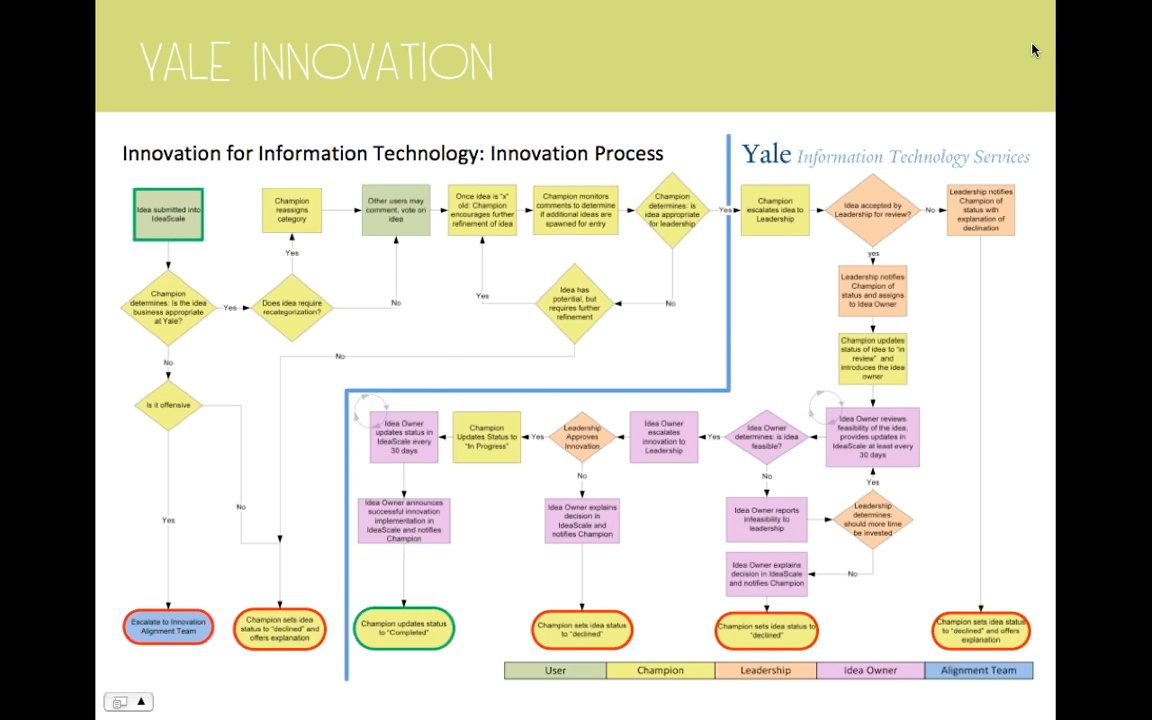 YALE INNOVATION
Innovation for Information Technology: Innovation Process
Yale Information Technology Services
Idea submitted into
IdeaScale
Champion
reassigns
category
Other users may
comment, vote on
idea
Once idea is "x"
old: Champion
encourages further
refinement of idea
Champion monitors
comments to determine
if additional ideas are
spawned for entry
Champion
determines: is
idea appropriate
for leadership
Yes
Champion
escalates idea to
Leadership
Idea accepted by
Leadership for review?
No
Leadership notifies
Champion of
status with
explanation of
declination
Yes
yes
Champion
determines: Is the idea
business appropriate
at Yale?
Yes
Does idea require
recategorization?
No
Yes
Idea has
potential, but
requires further
refinement
No
Leadership notifies
Champion of
status and assigns
to Idea Owner
No
Champion updates
status of idea to "in
review" and
introduces the idea
owner
No
Is it offensive
Idea Owner
updates status in
IdeaScale every
30 days
Champion
Updates Status to
"In Progress"
Yes
Leadership
Approves
Innovation
Idea Owner
escalates
innovation to
Leadership
Yes
Idea Owner
determines: is idea
feasible?
Idea Owner reviews
feasibility of the idea,
provides updates in
IdeaScale at least every
30 days
No
No
Yes
Yes
No
Idea Owner announces
successful innovation
implementation in
IdeaScale and notifies
Champion
Idea Owner explains
decision in
IdeaScale and
notifies Champion
Idea Owner reports
infeasibility to
leadership
Leadership
determines:
should more time
be invested
Idea Owner explains
decision in IdeaScale
and notifies Champion
No
Escalate to Innovation
Alignment Team
Champion sets idea
status to "declined" and
offers explanation
Champion updates status
to "Completed"
Champion sets idea status
to "declined"
Champion sets idea status to
"declined"
Champion sets idea status
to "declined" and offers
explanation
User
Champion
Leadership
Idea Owner
Alignment Team